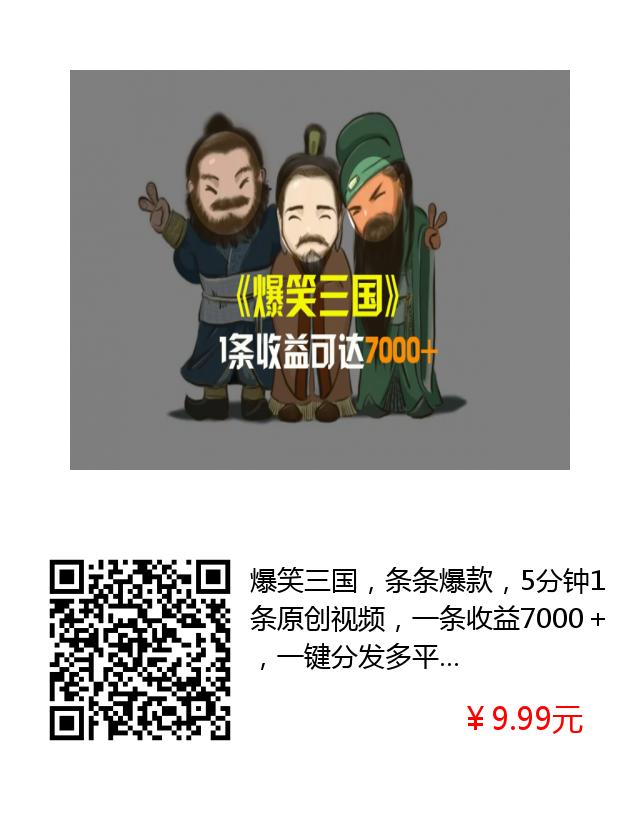 《爆笑三国》
1条收益可达7000+
爆笑三国，条条爆款，5分钟1
条原创视频，一条收益7000＋
，一键分发多平...
￥9.99元